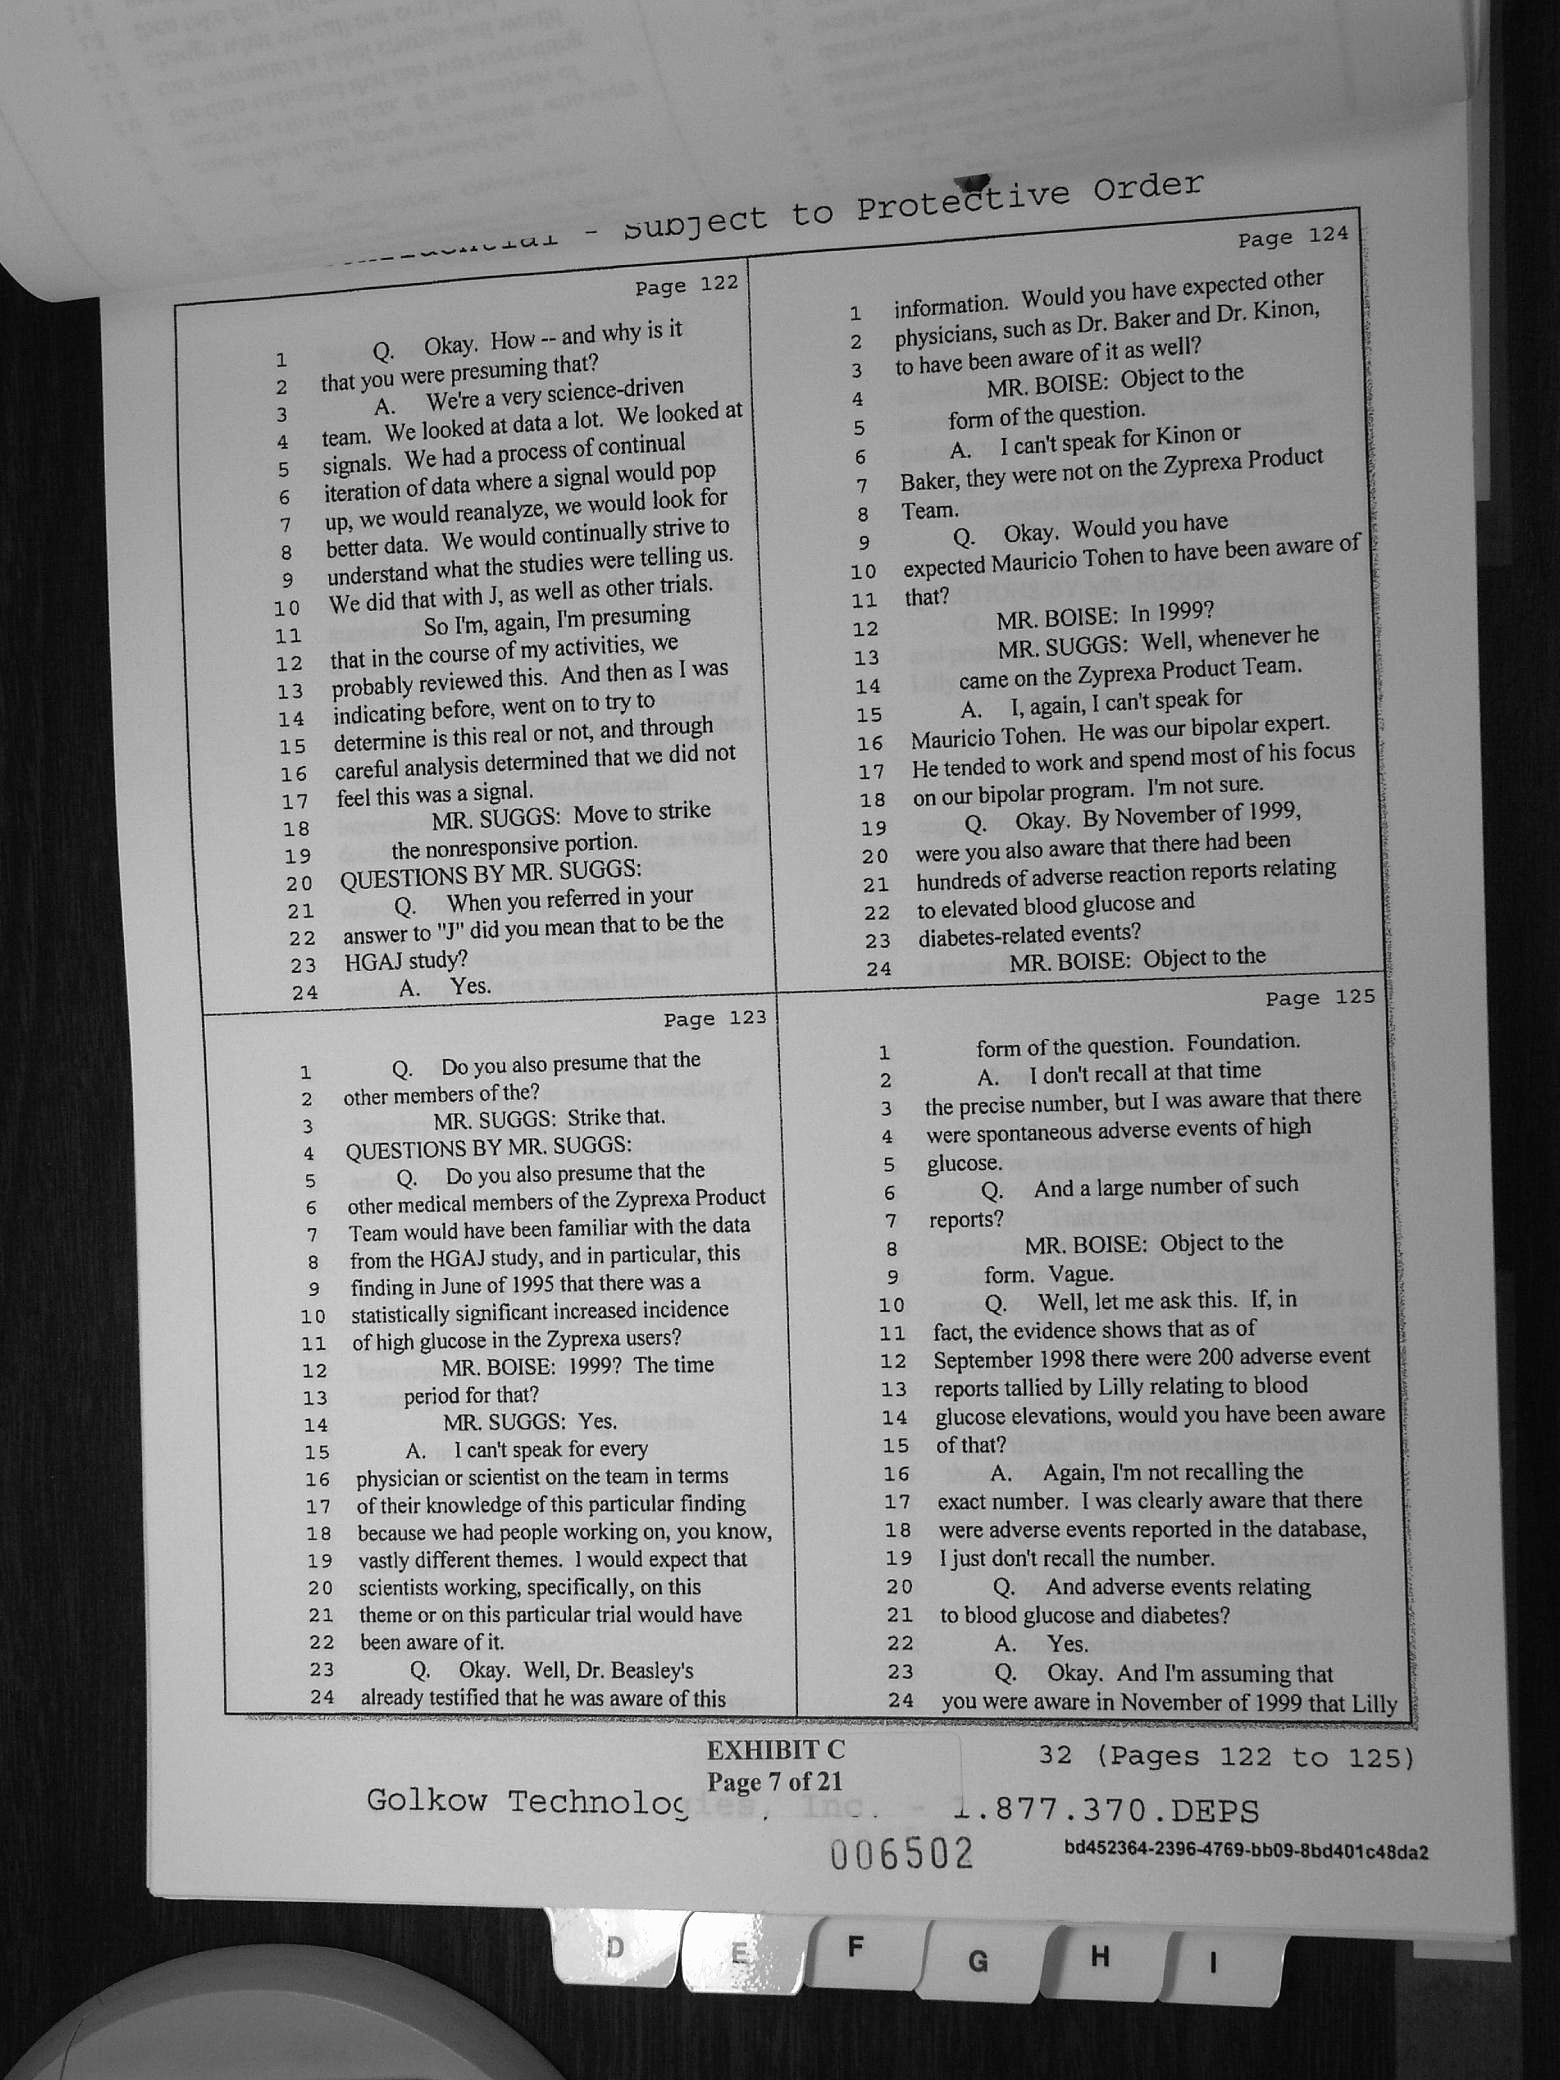 - Subject to Protective Order
Page 122
1 Q. Okay. How -- and why is it
2 that you were presuming that?
3 A. We're a very science-driven
4 team. We looked at data a lot. We looked at
5 signals. We had a process of continual
6 iteration of data where a signal would pop
7 up, we would reanalyze, we would look for
8 better data. We would continually strive to
9 understand what the studies were telling us.
10 We did that with J, as well as other trials.
11 So I'm, again, I'm presuming
12 that in the course of my activities, we
13 probably reviewed this. And then as I was
14 indicating before, went on to try to
15 determine is this real or not, and through
16 careful analysis determined that we did not
17 feel this was a signal.
18 MR. SUGGS: Move to strike
19 the nonresponsive portion.
20 QUESTIONS BY MR. SUGGS:
21 Q. When you referred in your
22 answer to "J" did you mean that to be the
23 HGAJ study?
24 A. Yes.
Page 123
1 Q. Do you also presume that the
2 other members of the?
3 MR. SUGGS: Strike that.
4 QUESTIONS BY MR. SUGGS:
5 Q. Do you also presume that the
6 other medical members of the Zyprexa Product
7 Team would have been familiar with the data
8 from the HGAJ study, and in particular, this
9 finding in June of 1995 that there was a
10 statistically significant increased incidence
11 of high glucose in the Zyprexa users?
12 MR. BOISE: 1999? The time
13 period for that?
14 MR. SUGGS: Yes.
15 A. I can't speak for every
16 physician or scientist on the team in terms
17 of their knowledge of this particular finding
18 because we had people working on, you know,
19 vastly different themes. I would expect that
20 scientists working, specifically, on this
21 theme or on this particular trial would have
22 been aware of it.
23 Q. Okay. Well, Dr. Beasley's
24 already testified that he was aware of this
Page 124
1 information. Would you have expected other
2 physicians, such as Dr. Baker and Dr. Kinon,
3 to have been aware of it as well?
4 MR. BOISE: Object to the
5 form of the question.
6 A. I can't speak for Kinon or
7 Baker, they were not on the Zyprexa Product
8 Team.
9 Q. Okay. Would you have
10 expected Mauricio Tohen to have been aware of
11 that?
12 MR. BOISE: In 1999?
13 MR. SUGGS: Well, whenever he
14 came on the Zyprexa Product Team.
15 A. I, again, I can't speak for
16 Mauricio Tohen. He was our bipolar expert.
17 He tended to work and spend most of his focus
18 on our bipolar program. I'm not sure.
19 Q. Okay. By November of 1999,
20 were you also aware that there had been
21 hundreds of adverse reaction reports relating
22 to elevated blood glucose and
23 diabetes-related events?
24 MR. BOISE: Object to the
Page 125
1 form of the question. Foundation.
2 A. I don't recall at that time
3 the precise number, but I was aware that there
4 were spontaneous adverse events of high
5 glucose.
6 Q. And a large number of such
7 reports?
8 MR. BOISE: Object to the
9 form. Vague.
10 Q. Well, let me ask this. If, in
11 fact, the evidence shows that as of
12 September 1998 there were 200 adverse event
13 reports tallied by Lilly relating to blood
14 glucose elevations, would you have been aware
15 of that?
16 A. Again, I'm not recalling the
17 exact number. I was clearly aware that there
18 were adverse events reported in the database,
19 I just don't recall the number.
20 Q. And adverse events relating
21 to blood glucose and diabetes?
22 A. Yes.
23 Q. Okay. And I'm assuming that
24 you were aware in November of 1999 that Lilly
EXHIBIT C
Page 7 of 21
32 (Pages 122 to 125)
Golkow Technologies, Inc. - 1.877.370.DEPS
006502
bd452364-2396-4769-bb09-8bd401c48da2
D E F G H I